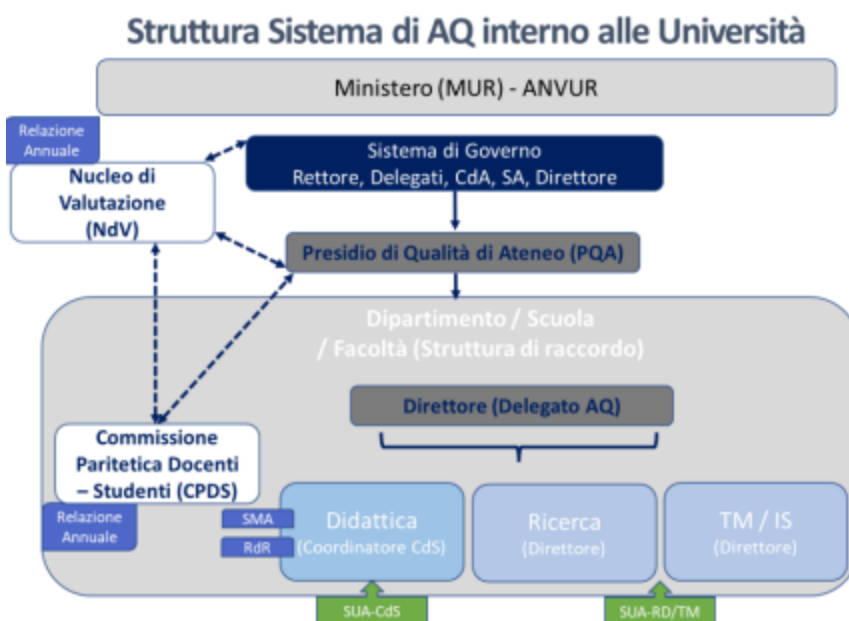 Struttura Sistema di AQ interno alle Università
Ministero (MUR) - ANVUR
Relazione
Annuale
Sistema di Governo
Rettore, Delegati, CdA, SA, Direttore
Nucleo di
Valutazione
(NdV)
Presidio di Qualità di Ateneo (PQA)
Dipartimento / Scuola
/ Facoltà (Struttura di raccordo)
Direttore (Delegato AQ)
Commissione
Paritetica Docenti
– Studenti (CPDS)
Relazione
Annuale
SMA
RdR
Didattica
(Coordinatore CdS)
Ricerca
(Direttore)
TM / IS
(Direttore)
SUA-CdS
SUA-RD/TM